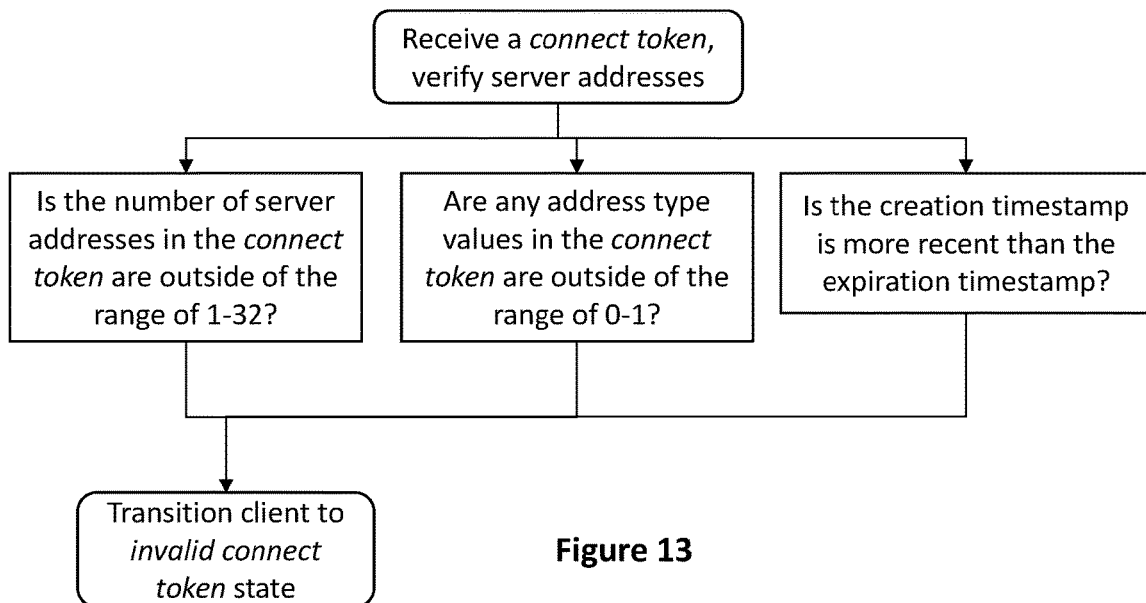 Receive a connect token,
verify server addresses
Is the number of server
addresses in the connect
token are outside of the
range of 1-32?
Are any address type
values in the connect
token are outside of the
range of 0-1?
Is the creation timestamp
is more recent than the
expiration timestamp?
Transition client to
invalid connect
token state
Figure 13